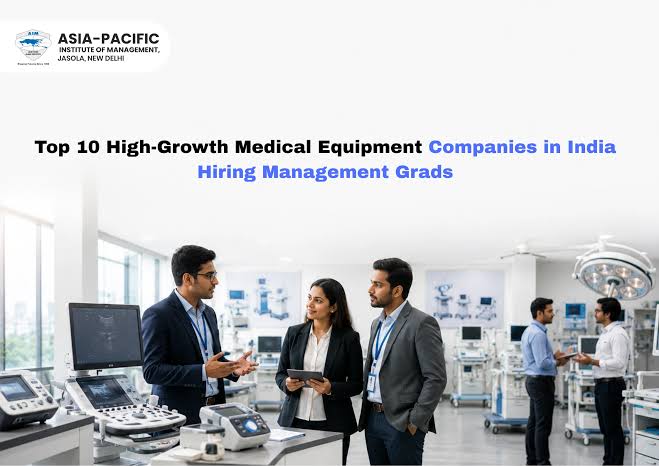 AIM
ASIA-PACIFIC
INSTITUTE OF MANAGEMENT,
JASOLA, NEW DELHI
Top 10 High-Growth Medical Equipment Companies in India
Hiring Management Grads